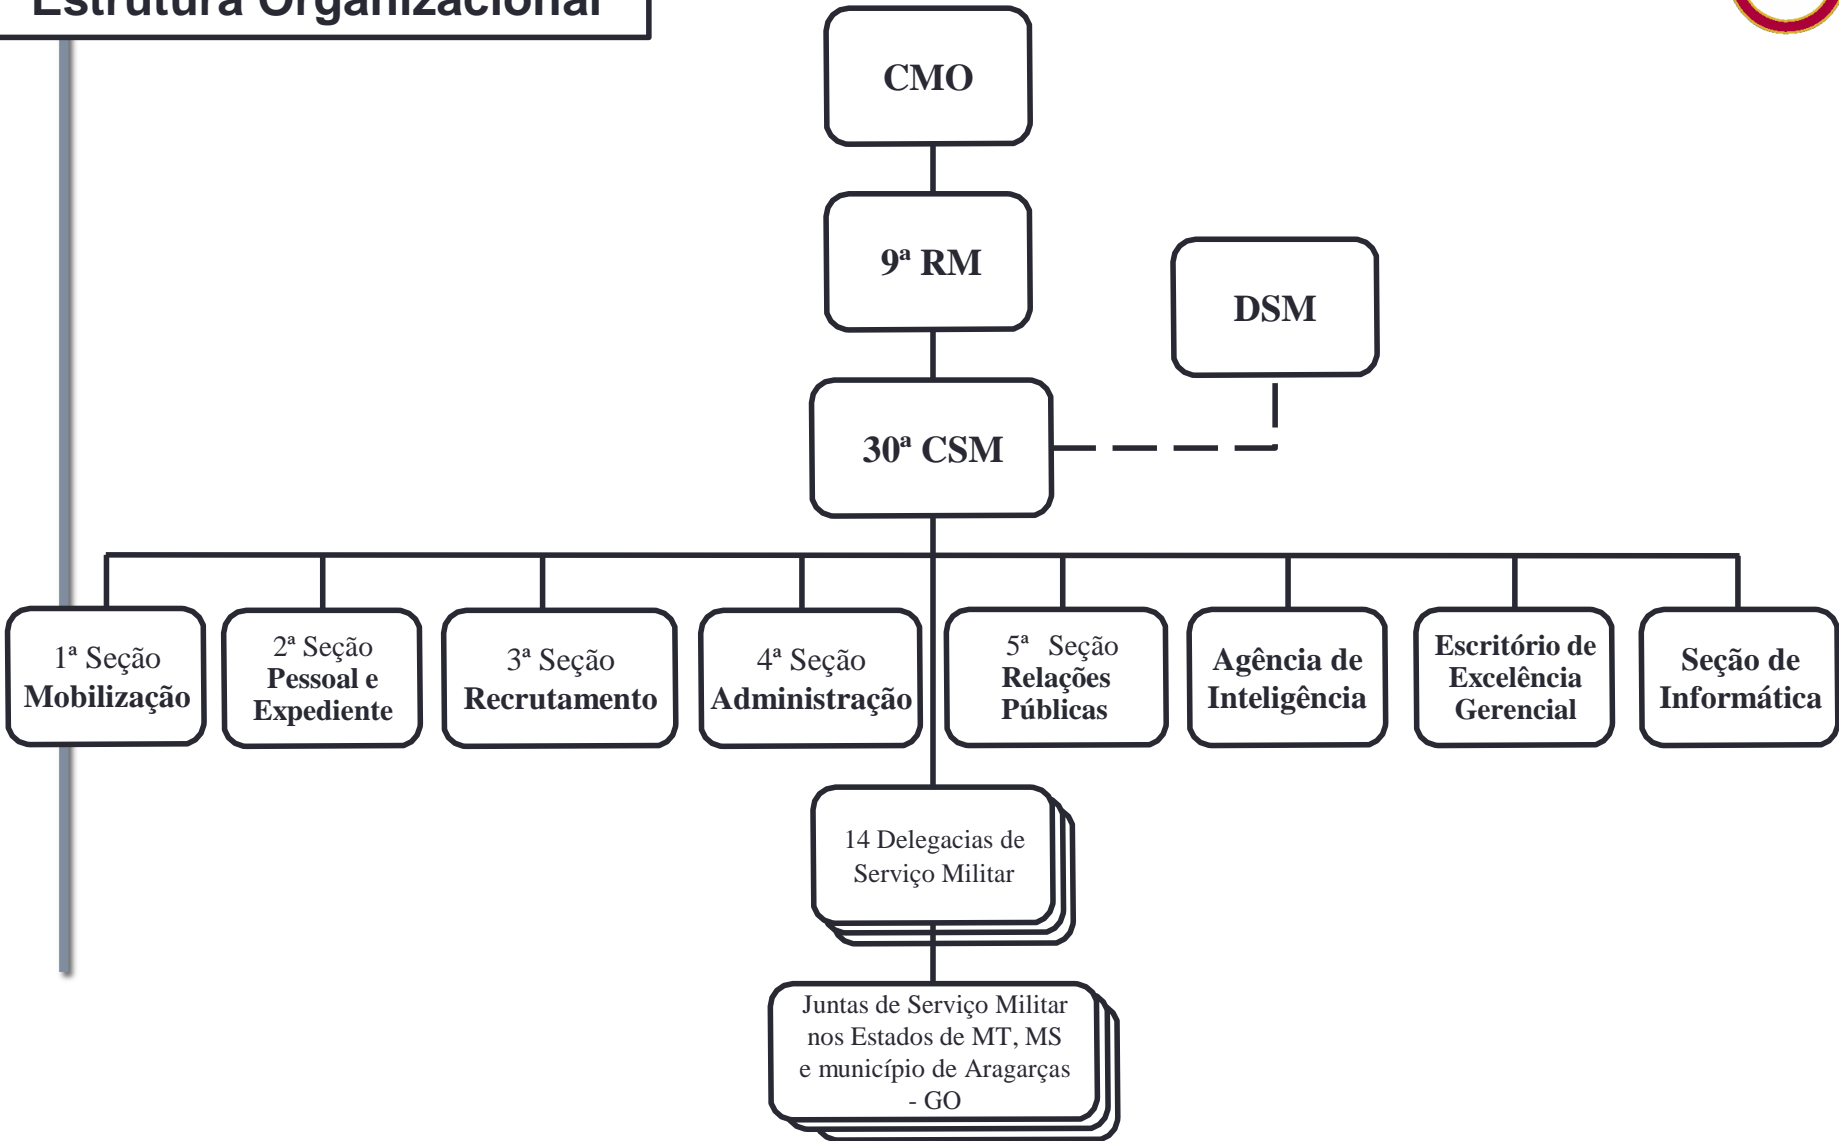 Estrutura Organizacional
CMO
9ª RM
DSM
30ª CSM
1ª Seção
Mobilização
2ª Seção
Pessoal e
Expediente
3ª Seção
Recrutamento
4ª Seção
Administração
5ª Seção
Relações
Públicas
Agência de
Inteligência
Escritório de
Excelência
Gerencial
Seção de
Informática
14 Delegacias de
Serviço Militar
Juntas de Serviço Militar
nos Estados de MT, MS
e município de Aragarças
- GO